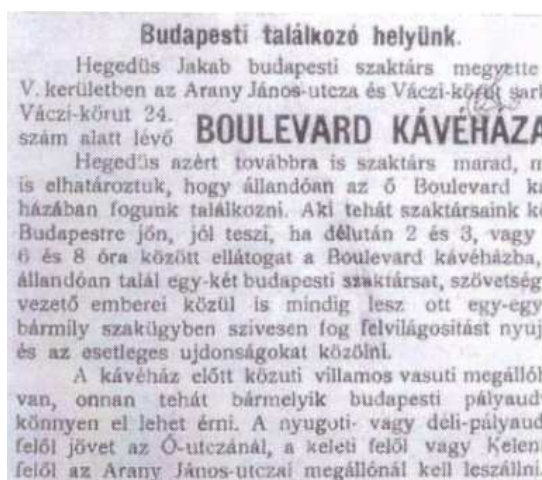 Budapesti találkozó helyünk.
Hegedüs Jakab budapesti szaktárs megvette
V. kerületben az Arany János-utcza és Váczi-körut sark
Váczi-körut 24.
szám alatt lévő BOULEVARD KÁVÉHÁZA
Hegedüs azért továbbra is szaktárs marad, m
is elhatároztuk, hogy állandóan az ő Boulevard ká
házában fogunk találkozni. Aki tehát szaktársaink kö
Budapestre jőn, jól teszi, ha délután 2 és 3, vagy
6 és 8 óra között ellátogat a Boulevard kávéházba,
állandóan talál egy-két budapesti szaktársat, szövetség
vezető emberei közül is mindig lesz ott egy-egy
bármily szakügyben szivesen fog felvilágositást nyuj
és az esetleges ujdonságokat közölni.
A kávéház előtt közuti villamos vasuti megállóh
van, onnan tehát bármelyik budapesti pályaud
könnyen el lehet érni. A nyugoti- vagy déli-pályaud
felől jövet az Ó-utczánál, a keleti felől vagy Kelen
felől az Arany János-utczai megállónál kell leszállni.